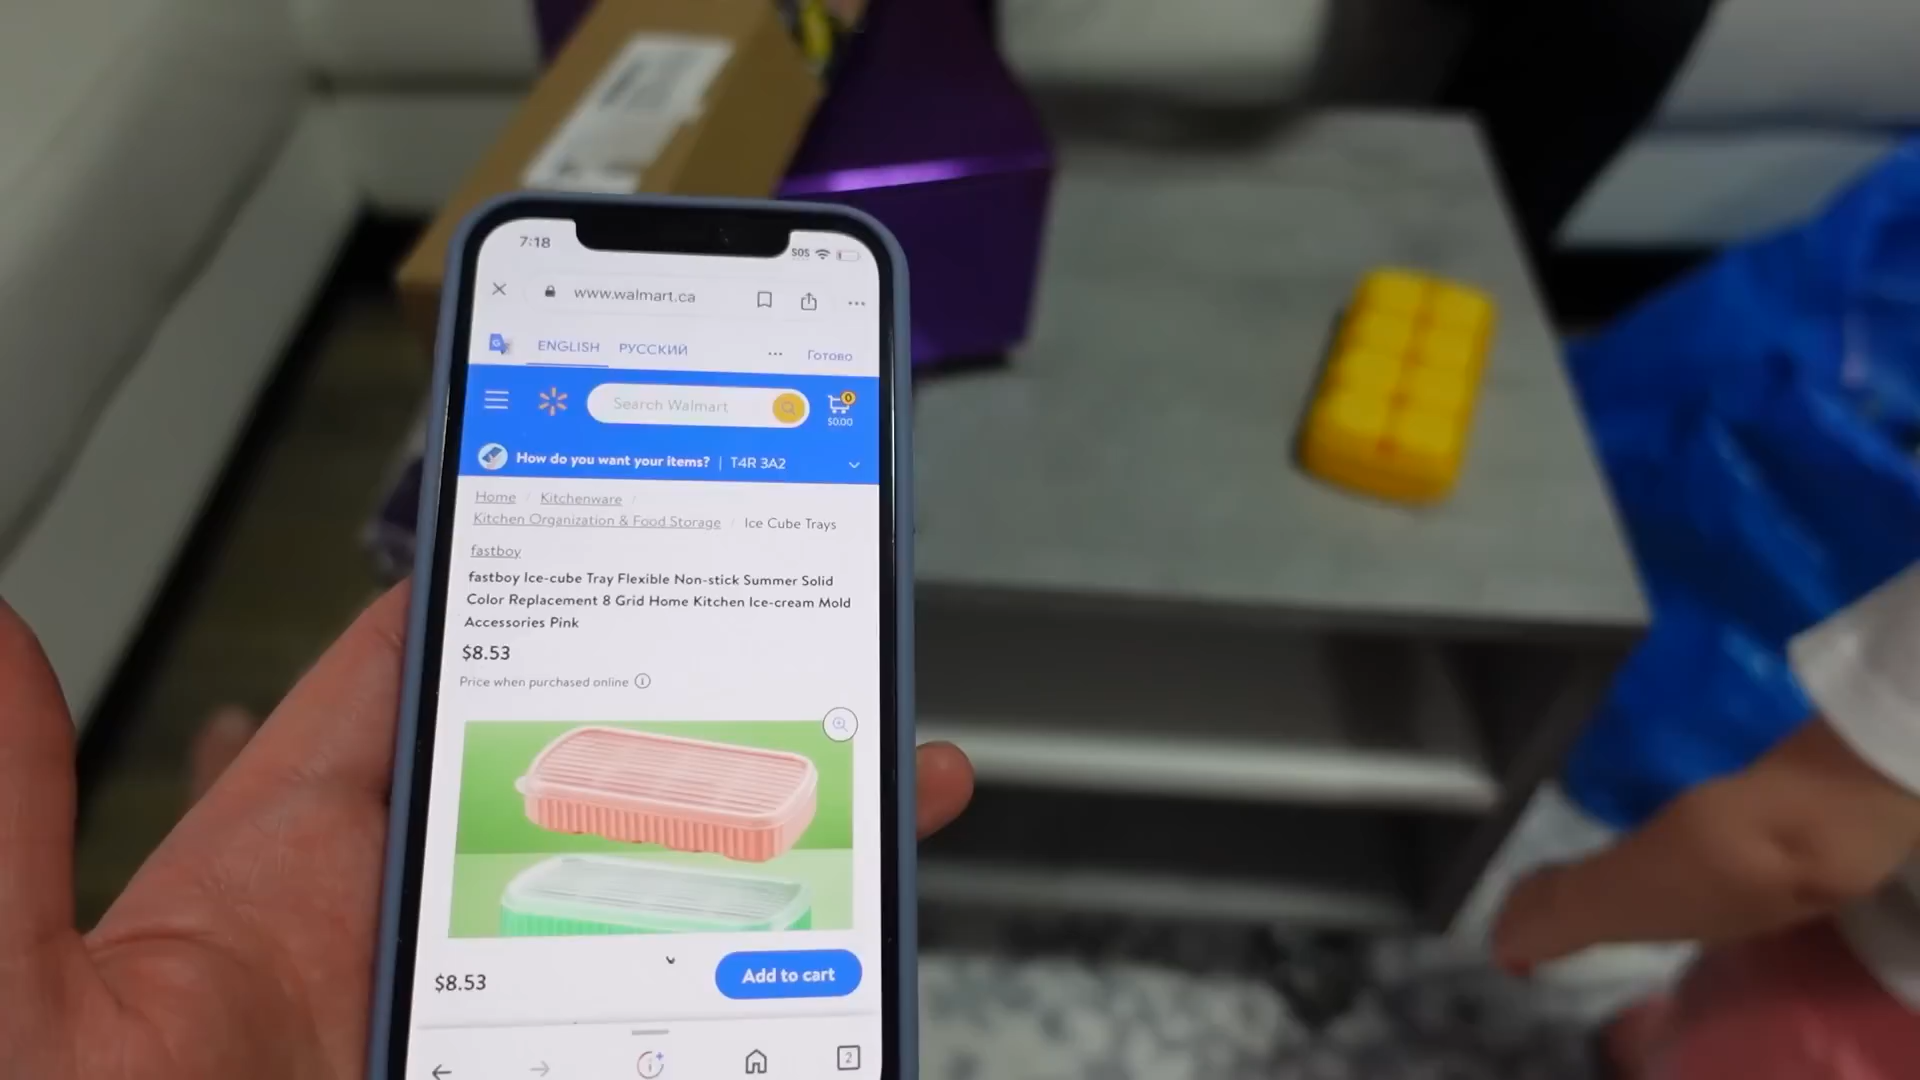 7:18
SOS
www.walmart.ca
ENGLISH РУССКИЙ ... Готово
Search Walmart
0
$0.00
How do you want your items? | T4R 3A2
Home / Kitchenware /
Kitchen Organization & Food Storage / Ice Cube Trays
fastboy
fastboy Ice-cube Tray Flexible Non-stick Summer Solid
Color Replacement 8 Grid Home Kitchen Ice-cream Mold
Accessories Pink
$8.53
Price when purchased online
$8.53
Add to cart
2